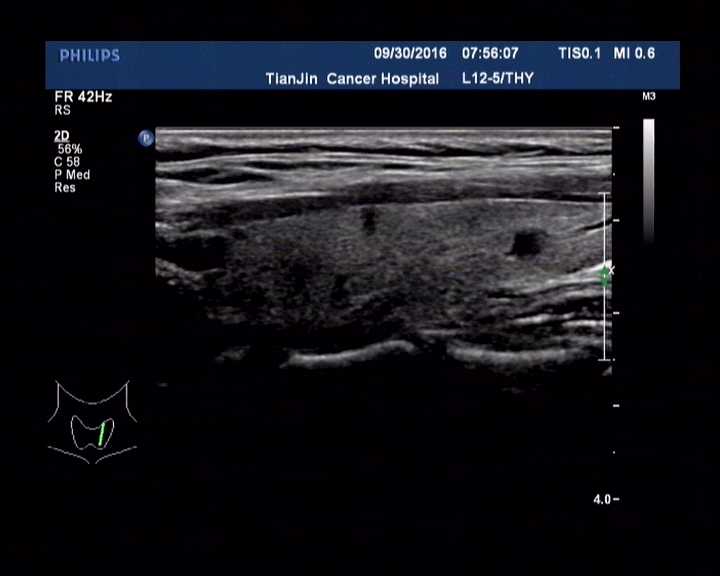 PHILIPS
09/30/2016 07:56:07 TIS0.1 MI 0.6
TianJin Cancer Hospital L12-5/THY
FR 42Hz
RS
M3
2D
56%
C 58
P Med
Res
P
X
4.0